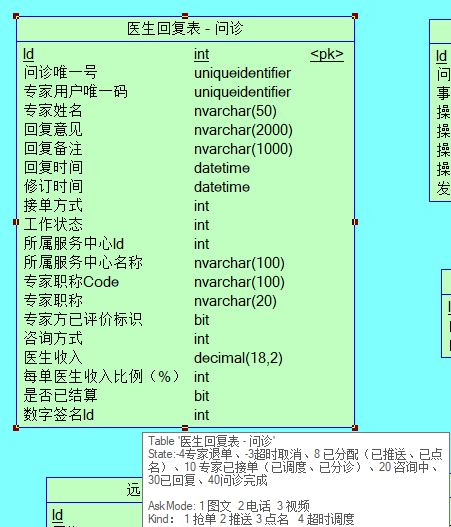 医生回复表 - 问诊
Id int <pk>
问诊唯一号 uniqueidentifier
专家用户唯一码 uniqueidentifier
专家姓名 nvarchar(50)
回复意见 nvarchar(2000)
回复备注 nvarchar(1000)
回复时间 datetime
修订时间 datetime
接单方式 int
工作状态 int
所属服务中心Id int
所属服务中心名称 nvarchar(100)
专家职称Code nvarchar(100)
专家职称 nvarchar(20)
专家方已评价标识 bit
咨询方式 int
医生收入 decimal(18,2)
每单医生收入比例（%） int
是否已结算 bit
数字签名Id int
Table '医生回复表 - 问诊'
State:-4专家退单、-3超时取消、8 已分配（已推送、已点
名）、10 专家已接单（已调度、已分诊）、20 咨询中、
30已回复、40问诊完成
AskMode: 1 图文 2 电话 3 视频
Kind： 1 抢单 2 推送 3 点名 4 超时调度
Id
问
事
操
操
操
操
发
远
Id